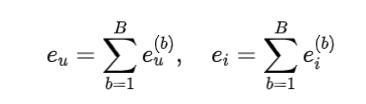 $e_u = \sum_{b=1}^{B} e_u^{(b)}, \quad e_i = \sum_{b=1}^{B} e_i^{(b)}$